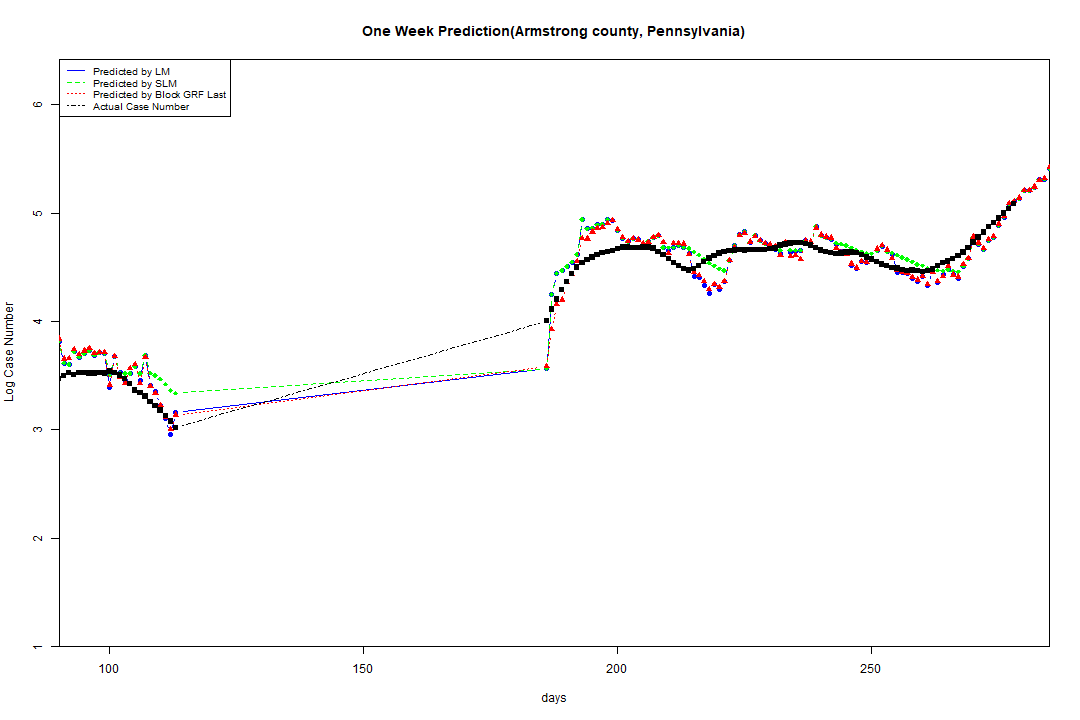 One Week Prediction(Armstrong county, Pennsylvania)
Predicted by LM
Predicted by SLM
Predicted by Block GRF Last
Actual Case Number
6
5
4
3
2
1
Log Case Number
100 150 200 250
days